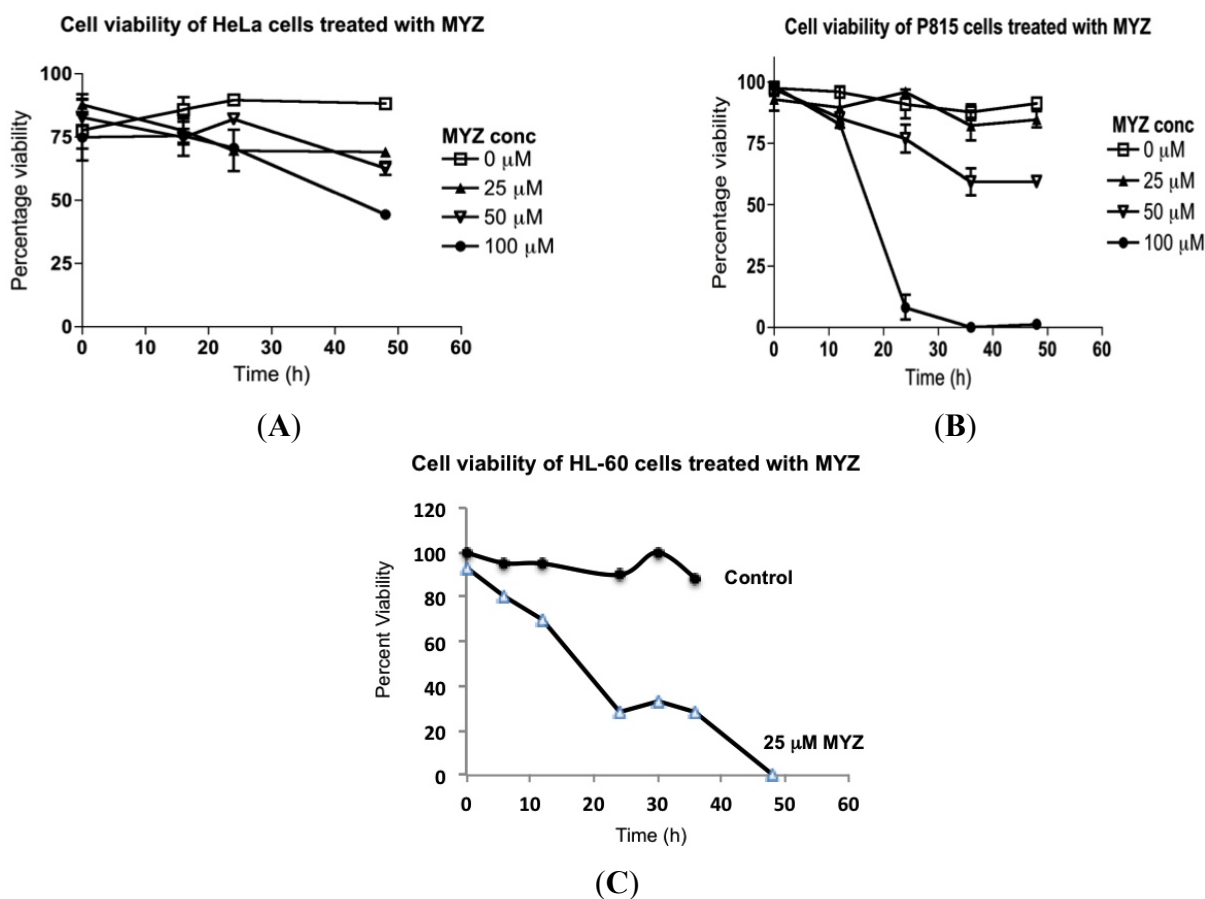 Cell viability of HeLa cells treated with MYZ
Percentage viability
100
75
50
25
0
0 10 20 30 40 50 60
Time (h)
MYZ conc
0 μM
25 μM
50 μM
100 μM
(A)
Cell viability of P815 cells treated with MYZ
Percentage viability
100
75
50
25
0
0 10 20 30 40 50 60
Time (h)
MYZ conc
0 μM
25 μM
50 μM
100 μM
(B)
Cell viability of HL-60 cells treated with MYZ
Percent Viability
120
100
80
60
40
20
0
0 10 20 30 40 50 60
Time (h)
Control
25 μM MYZ
(C)